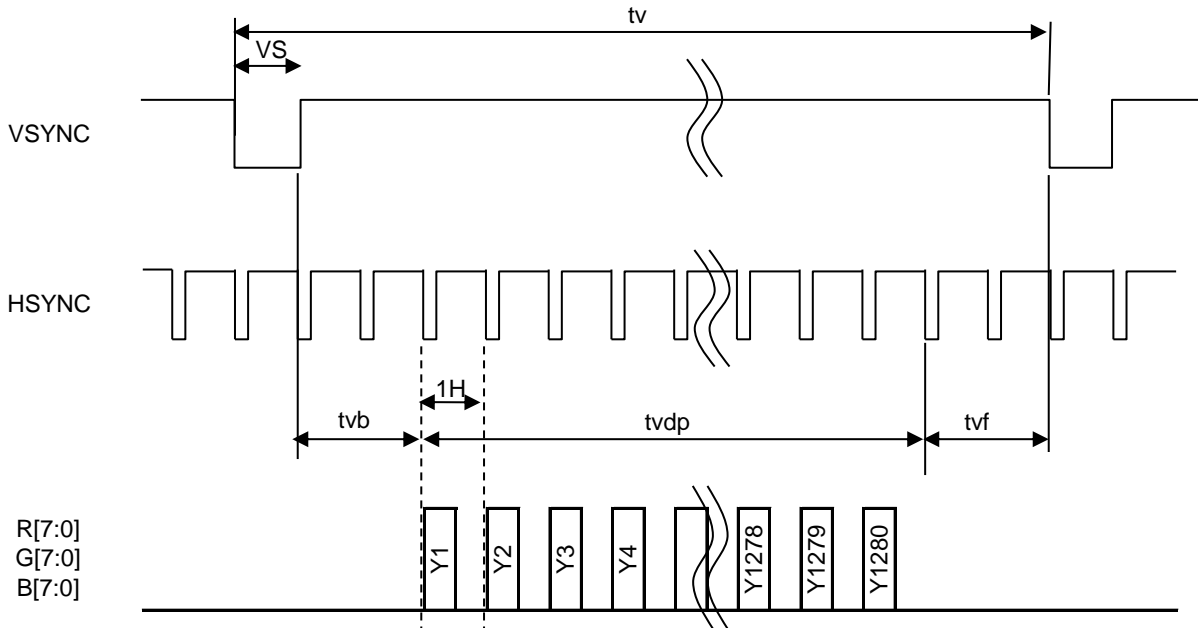 tv
VS
VSYNC
HSYNC
1H
tvb
tvdp
tvf
R[7:0]
G[7:0]
B[7:0]
Y1
Y2
Y3
Y4
Y1278
Y1279
Y1280